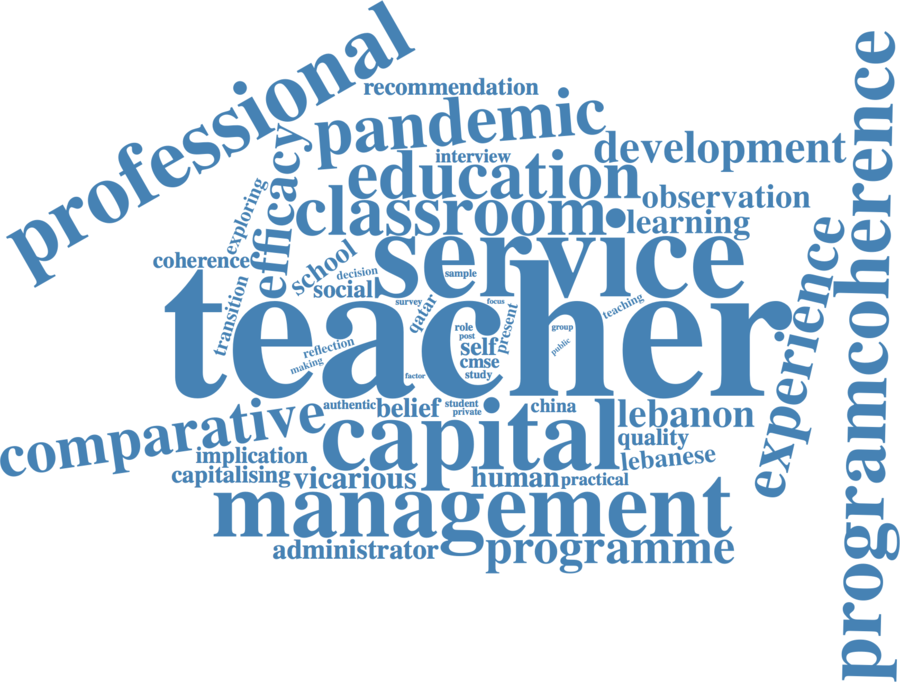 professional
recommendation
pandemic
interview
development
education
efficacy
exploring
classroom
observation
learning
programcoherence
coherence
school
service
decision
sample
social
transition
survey
qatar
focus
present
teaching
experience
teacher
role
post
group
public
self
reflection
making
cmse
study
factor
comparative
authentic
belief
student
private
china
lebanon
capital
quality
implication
lebanese
capitalising
vicarious
human
practical
management
administrator
programme